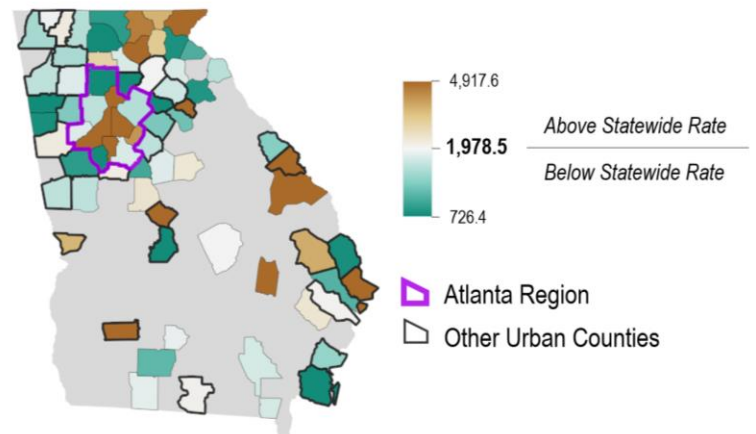 4,917.6
Above Statewide Rate
1,978.5
Below Statewide Rate
726.4
Atlanta Region
Other Urban Counties